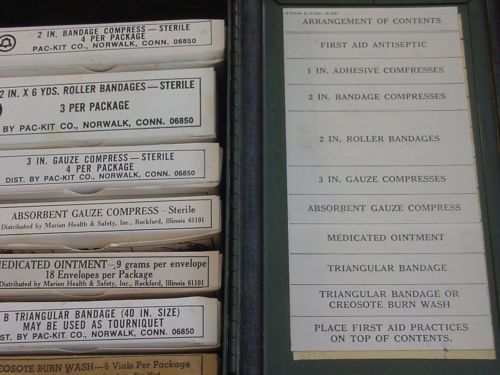 2 IN. BANDAGE COMPRESS - STERILE
4 PER PACKAGE
PAC-KIT CO., NORWALK, CONN. 06850
2 IN. X 6 YDS. ROLLER BANDAGES—STERILE
3 PER PACKAGE
BY PAC-KIT CO., NORWALK, CONN. 06850
3 IN. GAUZE COMPRESS—STERILE
4 PER PACKAGE
DIST. BY PAC-KIT CO., NORWALK, CONN. 06850
ABSORBENT GAUZE COMPRESS - Sterile
Distributed by Marion Health & Safety, Inc., Rockford, Illinois 61101
MEDICATED OINTMENT - .9 grams per envelope
18 Envelopes per Package
Distributed by Marion Health & Safety, Inc., Rockford, Illinois 61101
8 TRIANGULAR BANDAGE (40 IN. SIZE)
MAY BE USED AS TOURNIQUET
ST. BY PAC-KIT CO., NORWALK, CONN. 06850
CREOSOTE BURN WASH—6 Vials Per Package
ARRANGEMENT OF CONTENTS
FIRST AID ANTISEPTIC
1 IN. ADHESIVE COMPRESSES
2 IN. BANDAGE COMPRESSES
2 IN. ROLLER BANDAGES
3 IN. GAUZE COMPRESSES
ABSORBENT GAUZE COMPRESS
MEDICATED OINTMENT
TRIANGULAR BANDAGE
TRIANGULAR BANDAGE OR
CREOSOTE BURN WASH
PLACE FIRST AID PRACTICES
ON TOP OF CONTENTS.